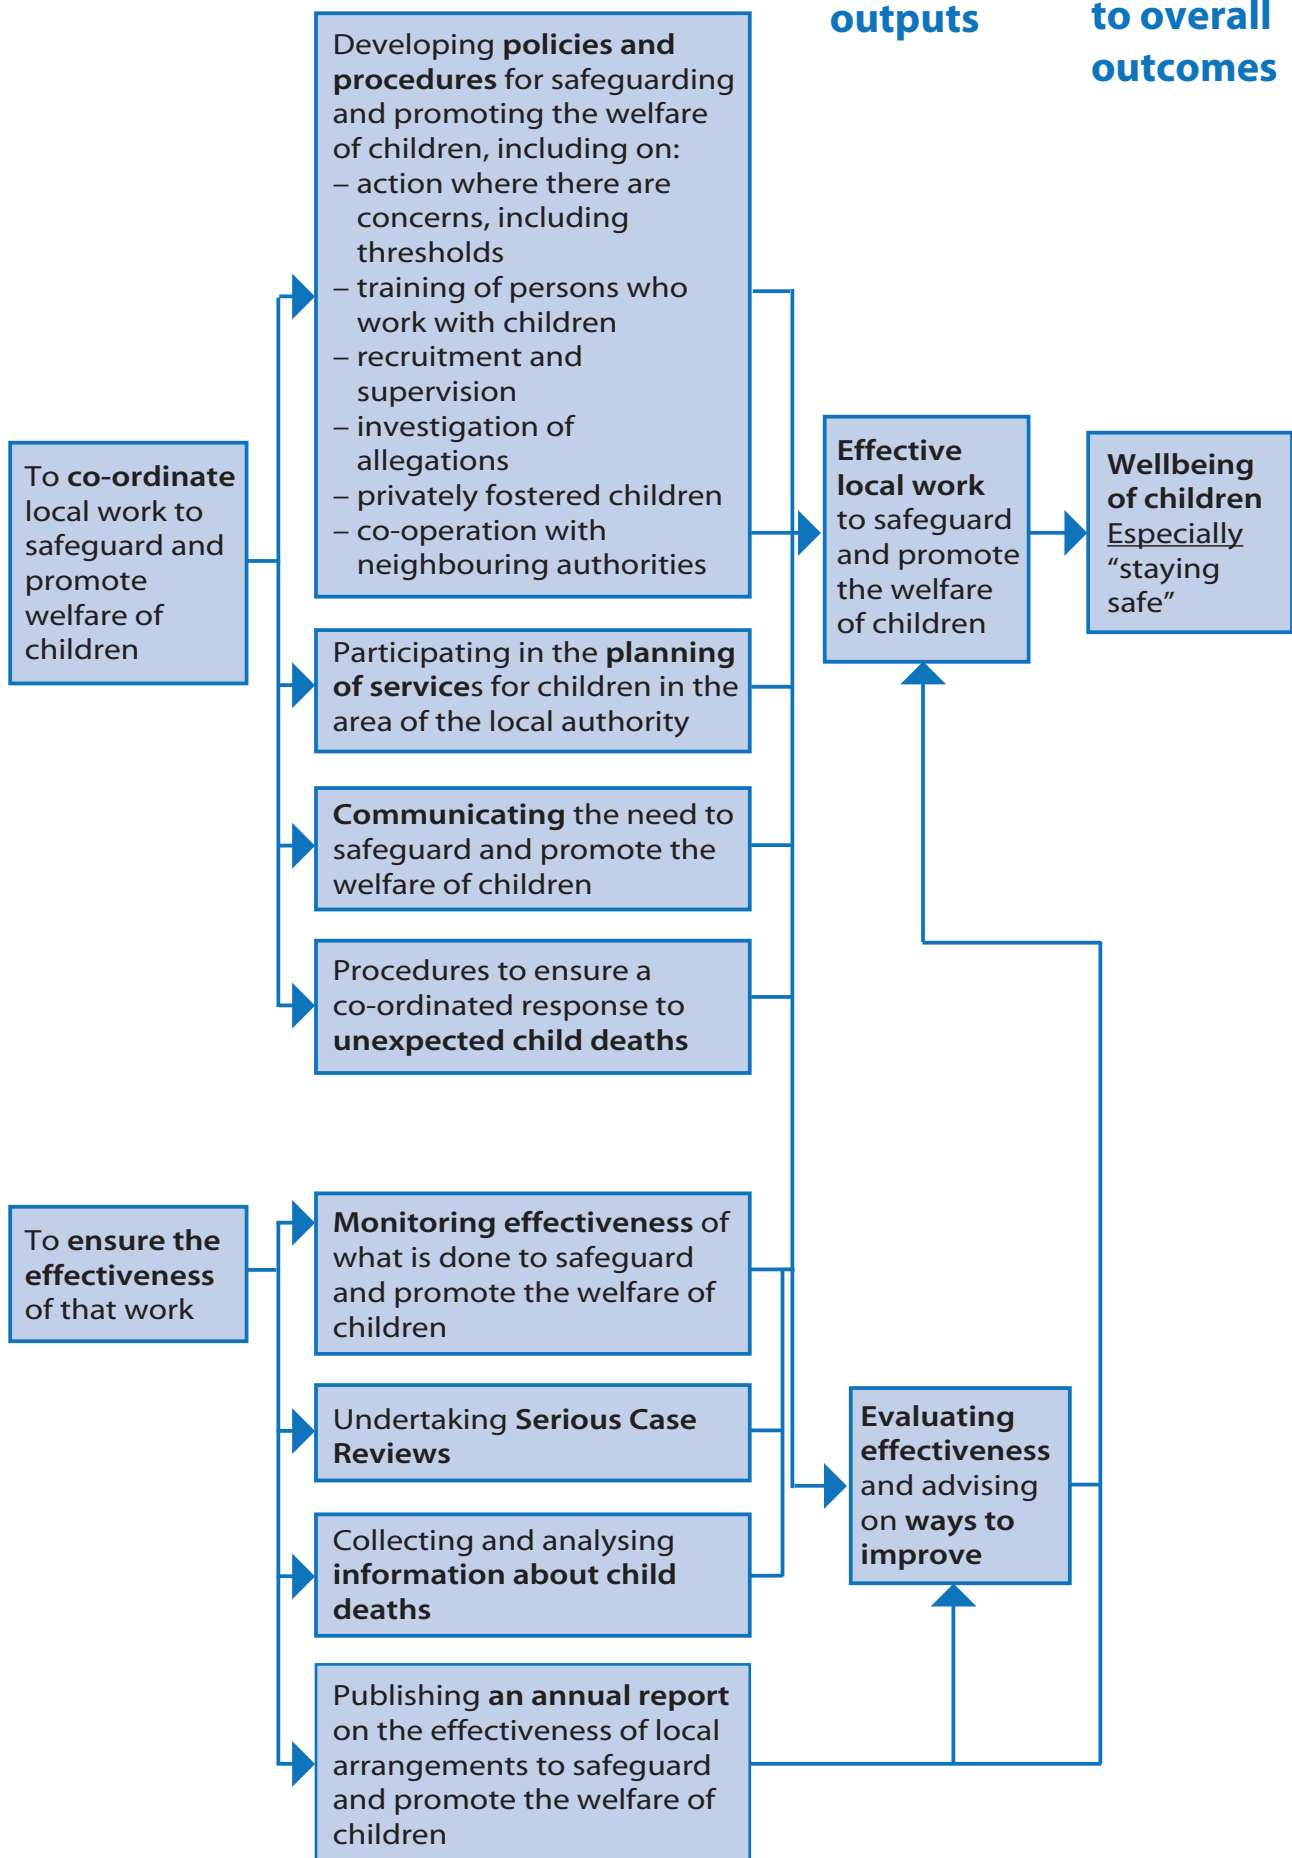 outputs
to overall
outcomes
Developing policies and
procedures for safeguarding
and promoting the welfare
of children, including on:
– action where there are
concerns, including
thresholds
– training of persons who
work with children
– recruitment and
supervision
– investigation of
allegations
– privately fostered children
– co-operation with
neighbouring authorities
To co-ordinate
local work to
safeguard and
promote
welfare of
children
Effective
local work
to safeguard
and promote
the welfare
of children
Wellbeing
of children
Especially
“staying
safe”
Participating in the planning
of services for children in the
area of the local authority
Communicating the need to
safeguard and promote the
welfare of children
Procedures to ensure a
co-ordinated response to
unexpected child deaths
To ensure the
effectiveness
of that work
Monitoring effectiveness of
what is done to safeguard
and promote the welfare of
children
Undertaking Serious Case
Reviews
Collecting and analysing
information about child
deaths
Evaluating
effectiveness
and advising
on ways to
improve
Publishing an annual report
on the effectiveness of local
arrangements to safeguard
and promote the welfare of
children